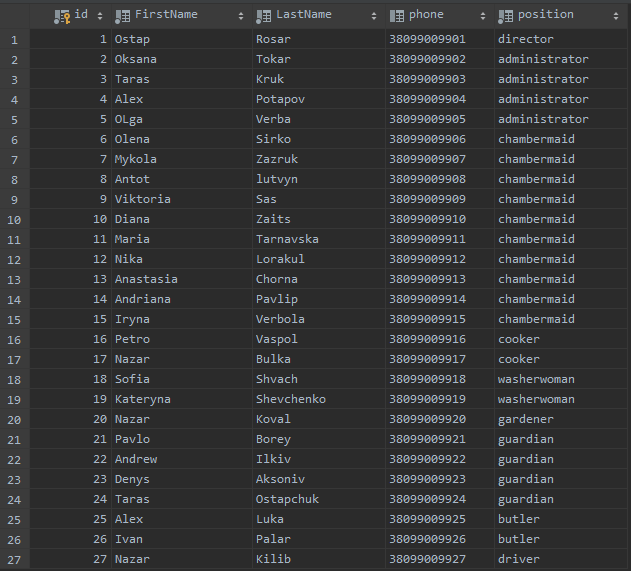 id FirstName LastName phone position
1 1 Ostap Rosar 38099009901 director
2 2 Oksana Tokar 38099009902 administrator
3 3 Taras Kruk 38099009903 administrator
4 4 Alex Potapov 38099009904 administrator
5 5 OLga Verba 38099009905 administrator
6 6 Olena Sirko 38099009906 chambermaid
7 7 Mykola Zazruk 38099009907 chambermaid
8 8 Antot lutvyn 38099009908 chambermaid
9 9 Viktoria Sas 38099009909 chambermaid
10 10 Diana Zaits 38099009910 chambermaid
11 11 Maria Tarnavska 38099009911 chambermaid
12 12 Nika Lorakul 38099009912 chambermaid
13 13 Anastasia Chorna 38099009913 chambermaid
14 14 Andriana Pavlip 38099009914 chambermaid
15 15 Iryna Verbola 38099009915 chambermaid
16 16 Petro Vaspol 38099009916 cooker
17 17 Nazar Bulka 38099009917 cooker
18 18 Sofia Shvach 38099009918 washerwoman
19 19 Kateryna Shevchenko 38099009919 washerwoman
20 20 Nazar Koval 38099009920 gardener
21 21 Pavlo Borey 38099009921 guardian
22 22 Andrew Ilkiv 38099009922 guardian
23 23 Denys Aksoniv 38099009923 guardian
24 24 Taras Ostapchuk 38099009924 guardian
25 25 Alex Luka 38099009925 butler
26 26 Ivan Palar 38099009926 butler
27 27 Nazar Kilib 38099009927 driver